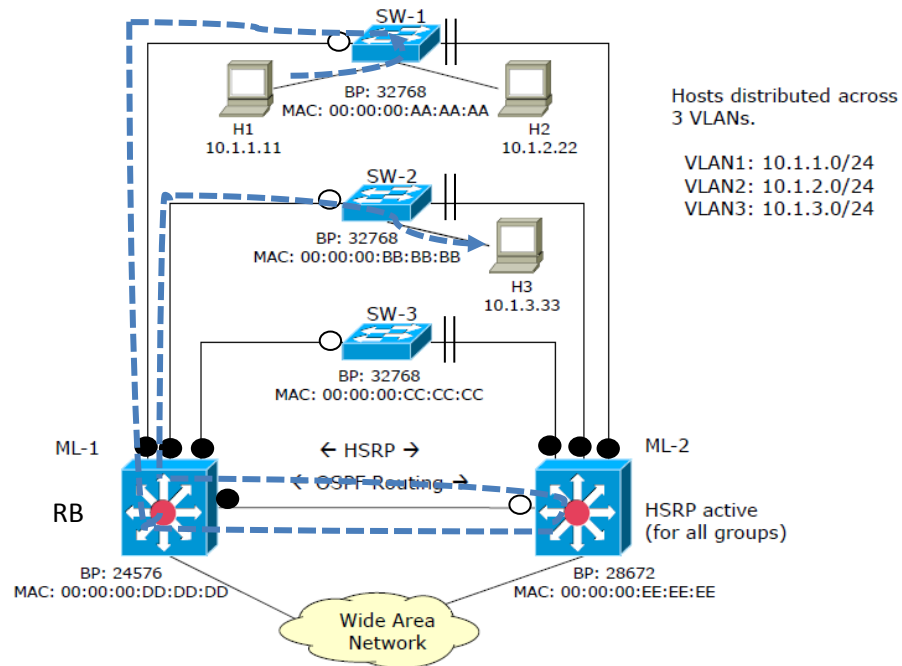 SW-1
BP: 32768
MAC: 00:00:00:AA:AA:AA
H1
10.1.1.11
H2
10.1.2.22
Hosts distributed across
3 VLANs.
VLAN1: 10.1.1.0/24
VLAN2: 10.1.2.0/24
VLAN3: 10.1.3.0/24
SW-2
BP: 32768
MAC: 00:00:00:BB:BB:BB
H3
10.1.3.33
SW-3
BP: 32768
MAC: 00:00:00:CC:CC:CC
ML-1
← HSRP →
ML-2
← OSPF Routing →
RB
HSRP active
(for all groups)
BP: 24576
MAC: 00:00:00:DD:DD:DD
BP: 28672
MAC: 00:00:00:EE:EE:EE
Wide Area
Network